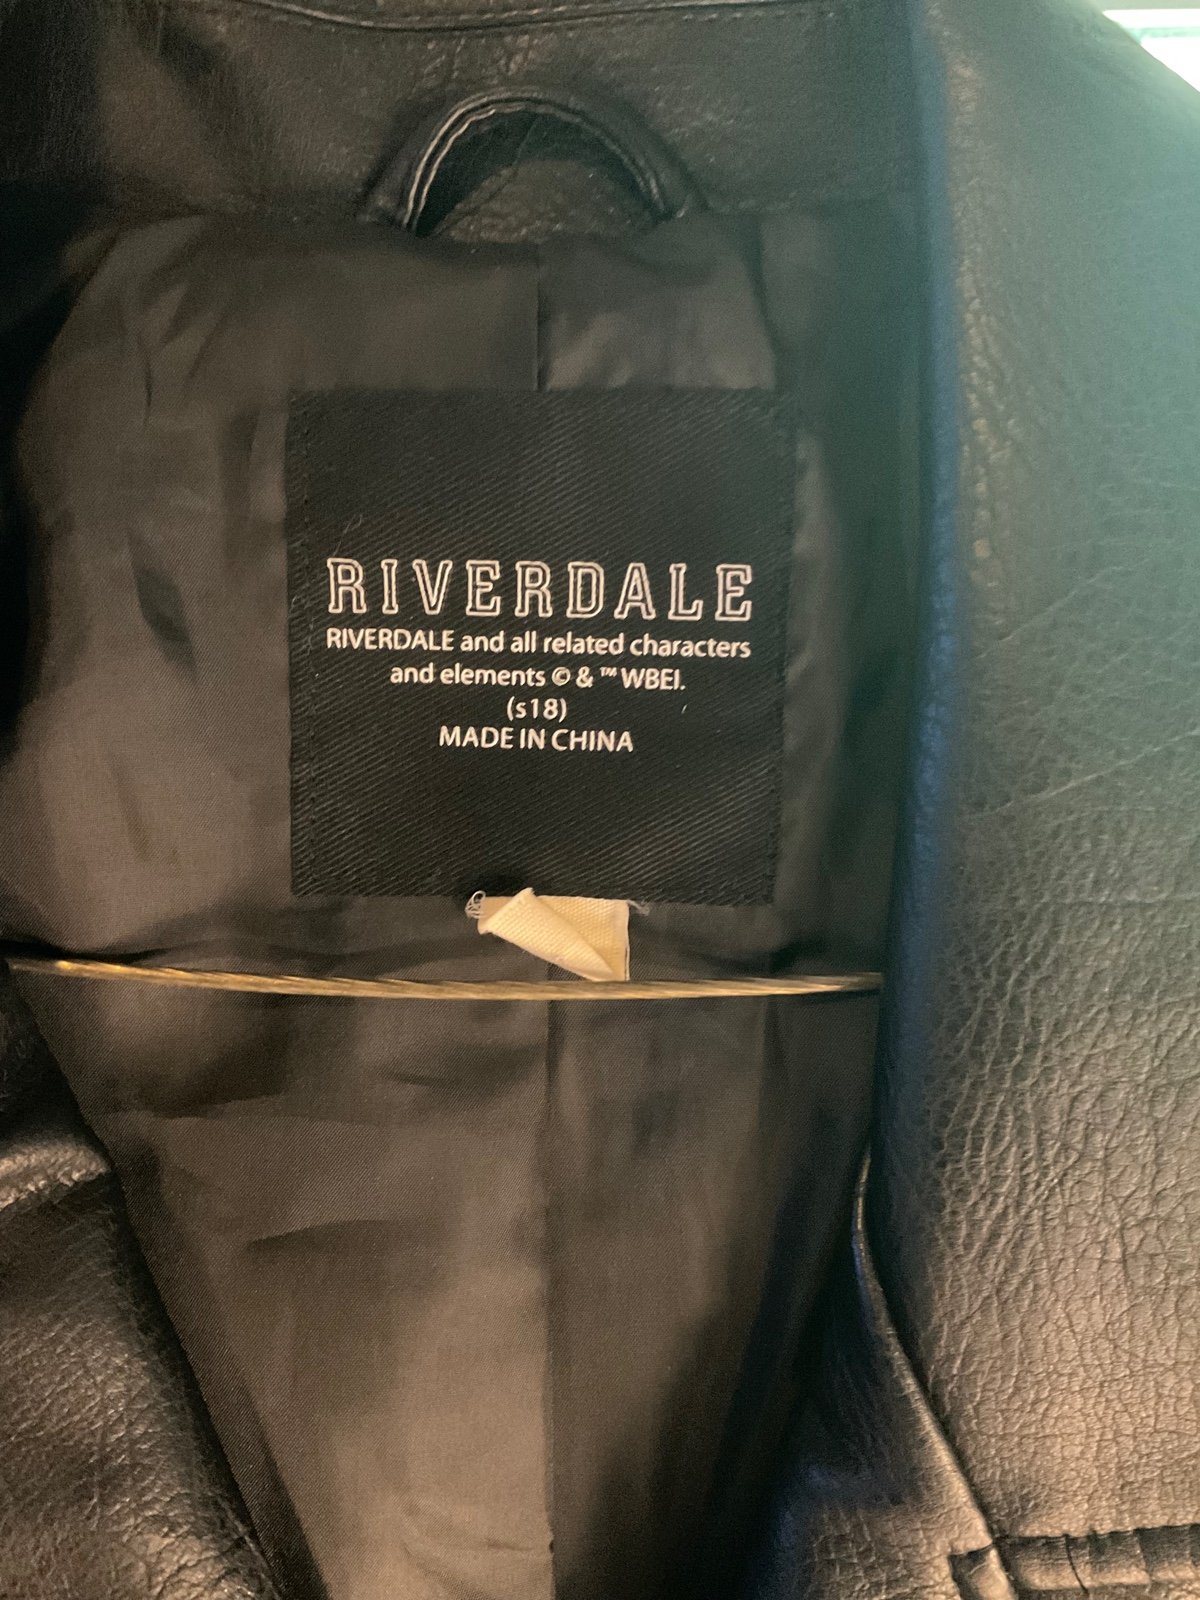 RIVERDALE
RIVERDALE and all related characters
and elements © & ™ WBEI.
(s18)
MADE IN CHINA